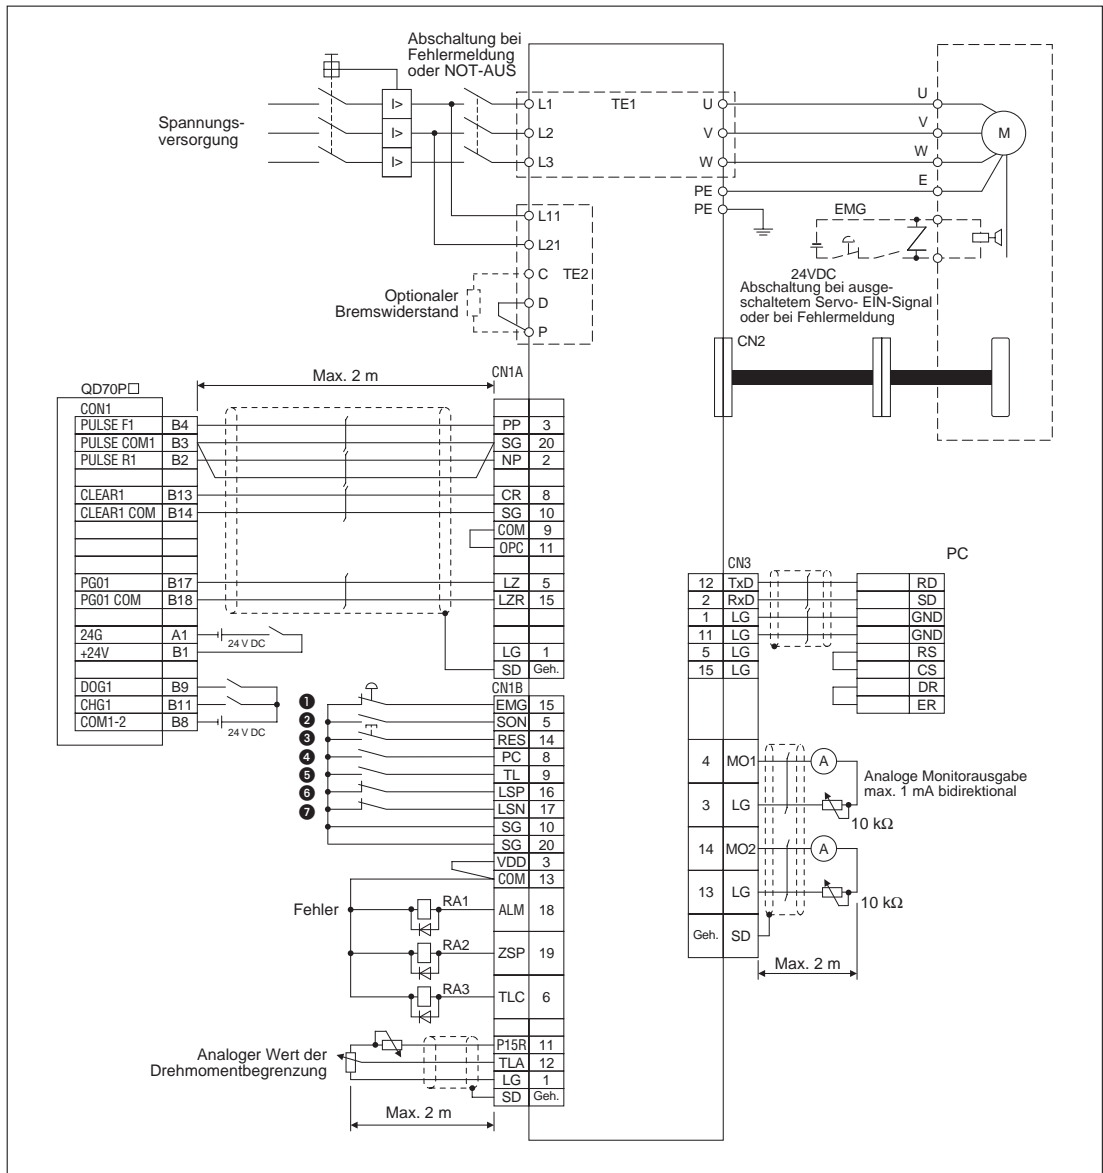 Abschaltung bei
Fehlermeldung
oder NOT-AUS
Spannungs-
versorgung
I>
I>
I>
L1
L2
L3
TE1
U
V
W
PE
PE
U
V
W
E
M
EMG
24VDC
Abschaltung bei ausge-
schaltetem Servo- EIN-Signal
oder bei Fehlermeldung
L11
L21
C
TE2
D
P
Optionaler
Bremswiderstand
CN2
QD70P□
Max. 2 m
CN1A
CON1
PULSE F1 B4
PULSE COM1 B3
PULSE R1 B2
CLEAR1 B13
CLEAR1 COM B14
PG01 B17
PG01 COM B18
24G A1
+24V B1
24 V DC
DOG1 B9
CHG1 B11
COM1-2 B8
24 V DC
PP 3
SG 20
NP 2
CR 8
SG 10
COM 9
OPC 11
LZ 5
LZR 15
LG 1
SD Geh.
CN1B
❶ EMG 15
❷ SON 5
❸ RES 14
❹ PC 8
❺ TL 9
❻ LSP 16
❼ LSN 17
SG 10
SG 20
VDD 3
COM 13
Fehler
RA1 ALM 18
RA2 ZSP 19
RA3 TLC 6
P15R 11
TLA 12
LG 1
SD Geh.
Analoger Wert der
Drehmomentbegrenzung
Max. 2 m
CN3
PC
12 TxD RD
2 RxD SD
1 LG GND
11 LG GND
5 LG RS
15 LG CS
DR
ER
4 MO1 A
3 LG
10 kΩ
14 MO2 A
13 LG
10 kΩ
Geh. SD
Analoge Monitorausgabe
max. 1 mA bidirektional
Max. 2 m